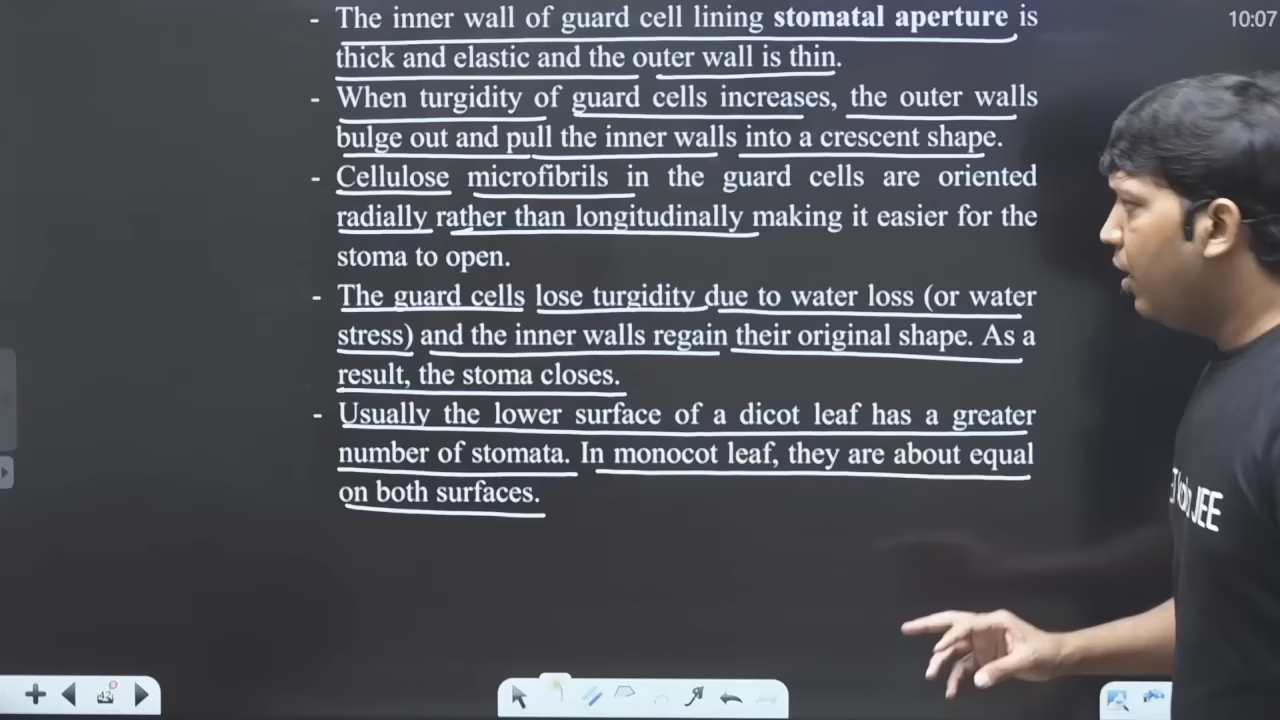 - The inner wall of guard cell lining stomatal aperture is
10:07
thick and elastic and the outer wall is thin.
- When turgidity of guard cells increases, the outer walls
bulge out and pull the inner walls into a crescent shape.
- Cellulose microfibrils in the guard cells are oriented
radially rather than longitudinally making it easier for the
stoma to open.
- The guard cells lose turgidity due to water loss (or water
stress) and the inner walls regain their original shape. As a
result, the stoma closes.
- Usually the lower surface of a dicot leaf has a greater
number of stomata. In monocot leaf, they are about equal
on both surfaces.
JEE